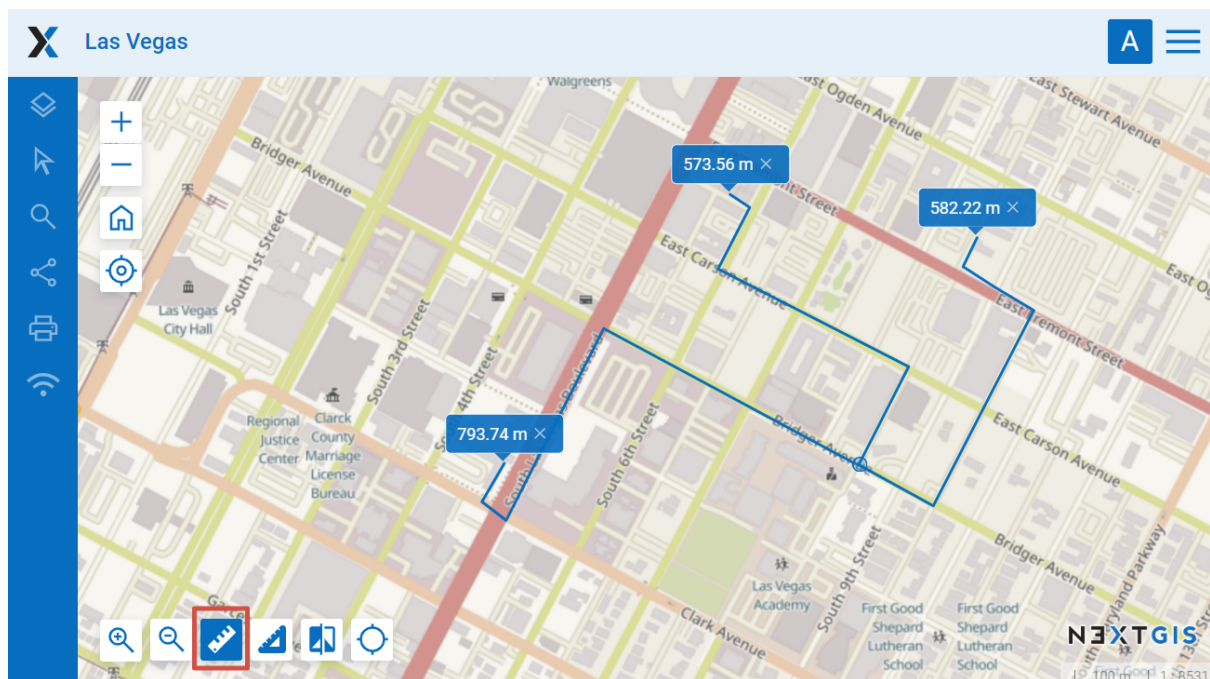 Las Vegas
A
Walgreens
East Stewart Avenue
East Ogden Avenue
Bridger Avenue
573.56 m ×
582.22 m ×
South 1st Street
East Carson Avenue
Las Vegas
City Hall
South 3rd Street
East Fremont Street
South 4th Street
793.74 m ×
Regional
Justice
Center
Clarck
County
Marriage
License
Bureau
South 6th Street
Bridger Avenue
East Carson Avenue
Bridger Avenue
Las Vegas
Academy
South 9th Street
First Good
Shepard
Lutheran
School
First Good
Shepard
Lutheran
School
Clark Avenue
NEXTGIS
100 m
1 : 8531